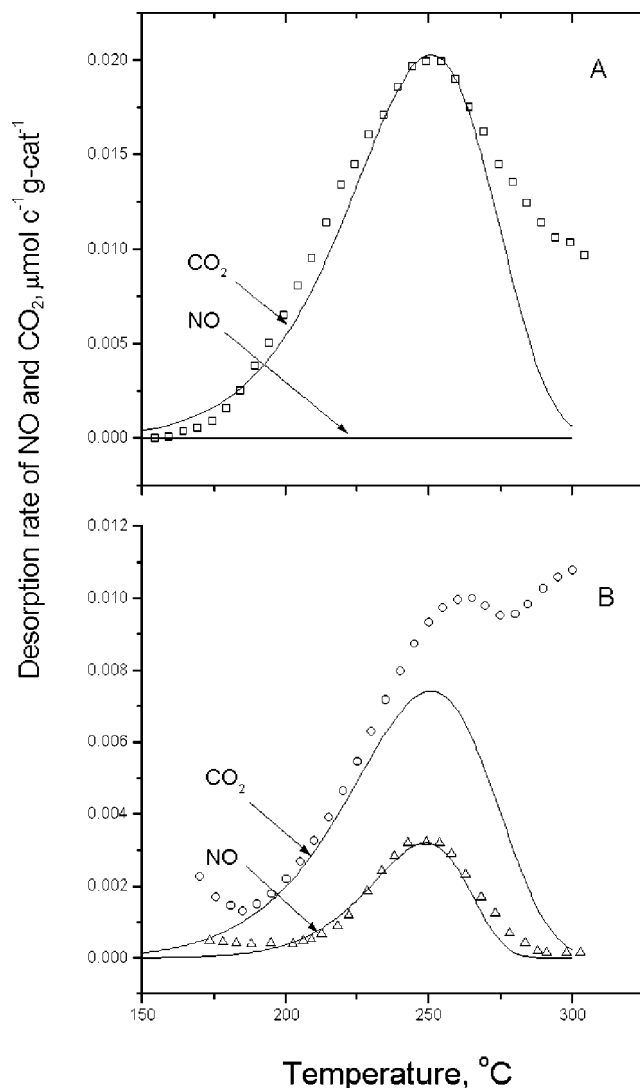 0.020
0.015
0.010
0.005
0.000
A
CO₂
NO
Desorption rate of NO and CO₂, μmol c⁻¹ g-cat⁻¹
0.012
0.010
0.008
0.006
0.004
0.002
0.000
B
CO₂
NO
150 200 250 300
Temperature, °C